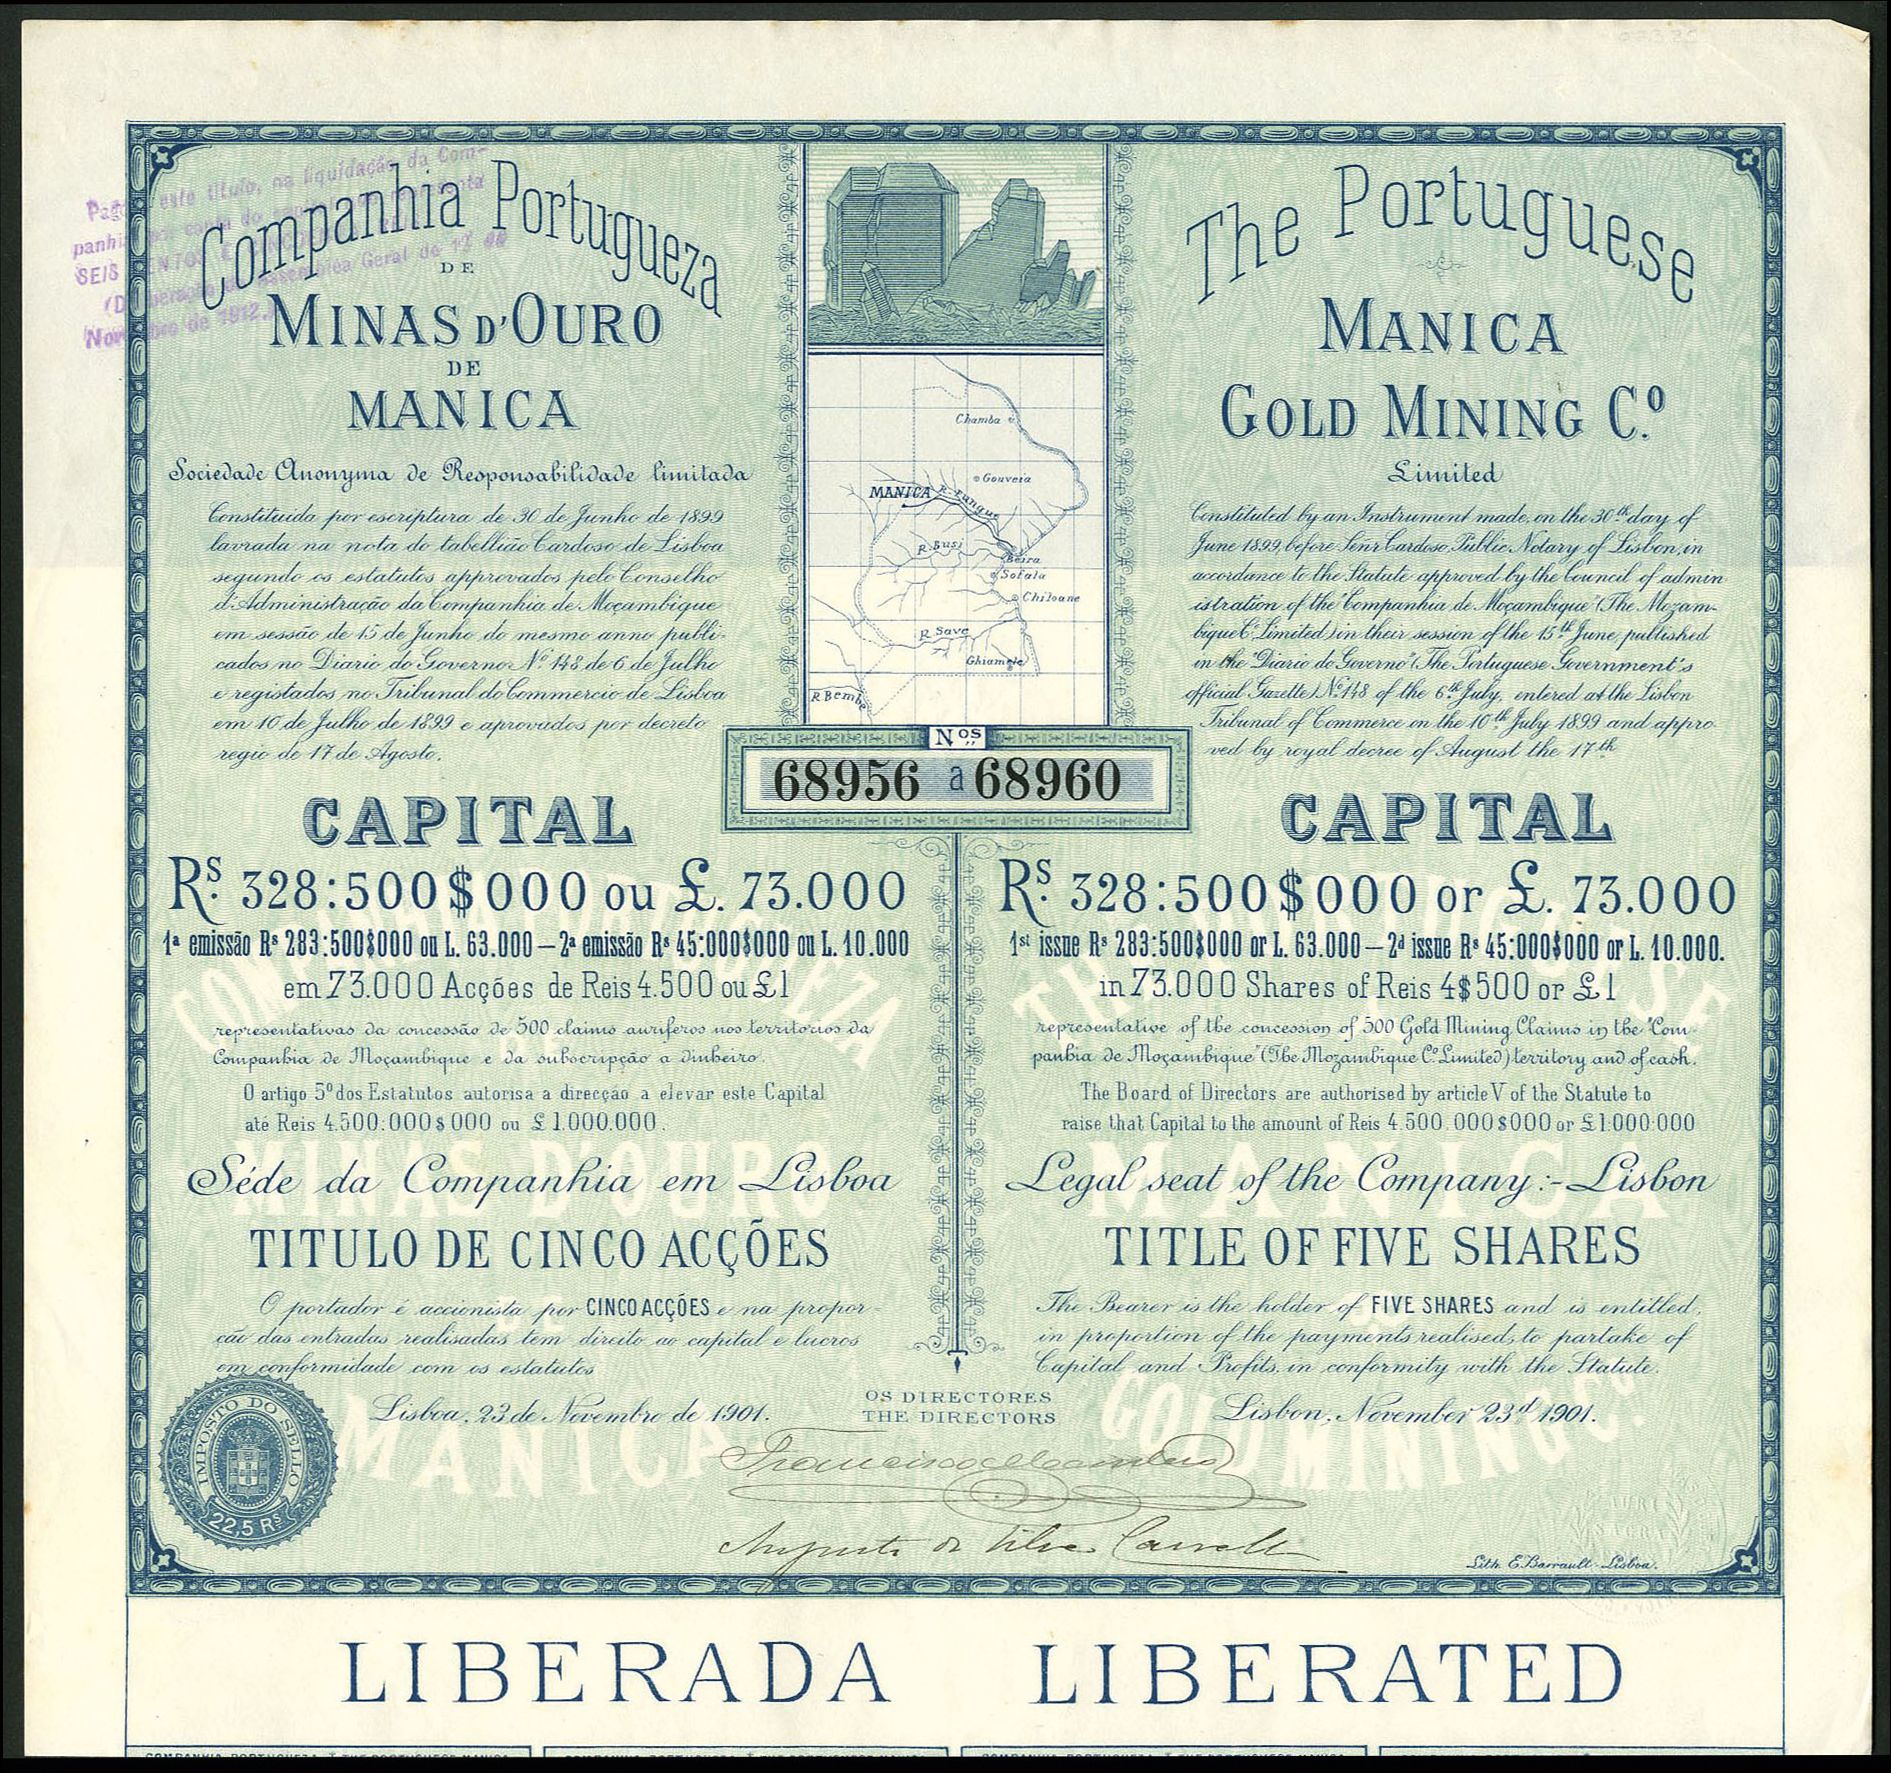 Companhia Portugueza
DE
MINAS D'OURO
DE
MANICA
Sociedade Anonyma de Responsabilidade limitada
Constituida por escriptura de 30 de Junho de 1899
lavrada na nota do tabellião Cardoso de Lisboa
segundo os estatutos approvados pelo Conselho
d'Administração da Companhia de Moçambique
em sessão de 15 de Junho do mesmo anno publi-
cados no Diario do Governo Nº 148 de 6 de Julho
e registados no Tribunal do Commercio de Lisboa
em 10 de Julho de 1899 e aprovados por decreto
regio de 17 de Agosto.
CAPITAL
Rs. 328:500$000 ou £. 73.000
1ª emissão Rs 283:500$000 ou L. 63.000 — 2ª emissão Rs 45:000$000 ou L. 10.000
em 73.000 Acções de Reis 4.500 ou £1
representativas da concessão de 500 claims auriferos nos territorios da
Companhia de Moçambique e da subscripção a dinheiro.
O artigo 5º dos Estatutos autorisa a direcção a elevar este Capital
até Reis 4.500:000$000 ou £ 1.000.000.
Séde da Companhia em Lisboa
TITULO DE CINCO ACÇÕES
O portador é accionista por CINCO ACÇÕES e na propor-
ção das entradas realisadas tem direito ao capital e lucros
em conformidade com os estatutos
Lisboa, 23 de Novembro de 1901.
IMPOSTO DO SELLO
22,5 Rs
este titulo, na liquidação da Com-
panhia
SEIS
Assembléa Geral de
Novembro de 1912.
Chamba
Gouveia
MANICA
R. Pungue
R. Busi
Beira
Sofala
Chiloane
R. Save
Ghiamele
R. Bembe
Nos
68956 a 68960
The Portuguese
MANICA
GOLD MINING Cº.
Limited
Constituted by an Instrument made, on the 30th day of
June 1899, before Senr Cardoso, Public Notary of Lisbon, in
accordance to the Statute approved by the Council of admin
istration of the "Companhia de Moçambique" (The Mozam-
bique Cº Limited) in their session of the 15th June, published
in the "Diario do Governo" (The Portuguese Government's
official Gazette) Nº 148 of the 6th July, entered at the Lisbon
Tribunal of Commerce on the 10th July 1899 and appro-
ved by royal decree of August the 17th
CAPITAL
Rs. 328:500$000 or £. 73.000
1st issue Rs 283:500$000 or L. 63.000 — 2d issue Rs 45:000$000 or L. 10.000.
in 73.000 Shares of Reis 4$500 or £1
representative of the concession of 500 Gold Mining Claims in the "Com-
panhia de Moçambique" (The Mozambique Cº Limited) territory and of cash.
The Board of Directors are authorised by article V of the Statute to
raise that Capital to the amount of Reis 4.500.000$000 or £1:000:000
Legal seat of the Company:-Lisbon
TITLE OF FIVE SHARES
The Bearer is the holder of FIVE SHARES and is entitled,
in proportion of the payments realised, to partake of
Capital and Profits, in conformity with the Statute.
Lisbon, November 23d 1901.
OS DIRECTORES
THE DIRECTORS
Lith. E. Barrault-Lisboa.
LIBERADA LIBERATED